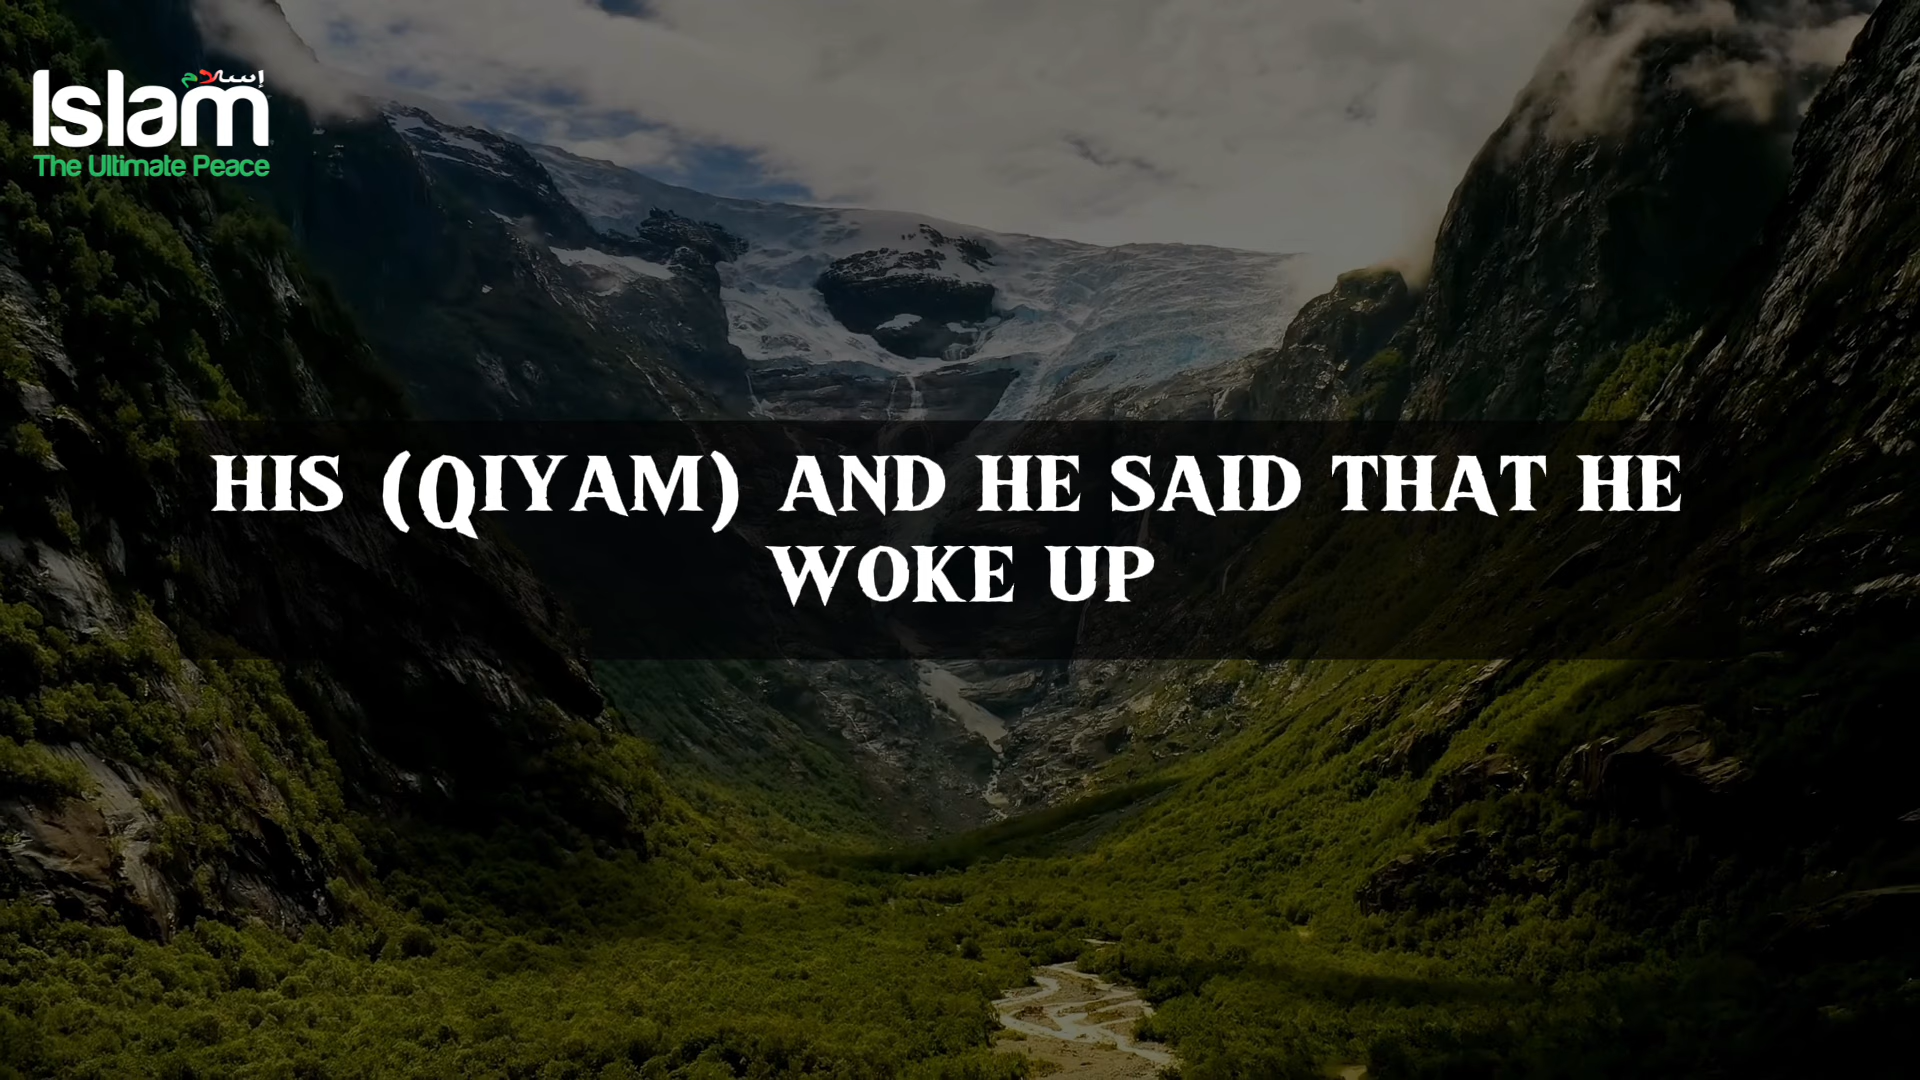 إسلام
Islam
The Ultimate Peace
HIS (QIYAM) AND HE SAID THAT HE
WOKE UP